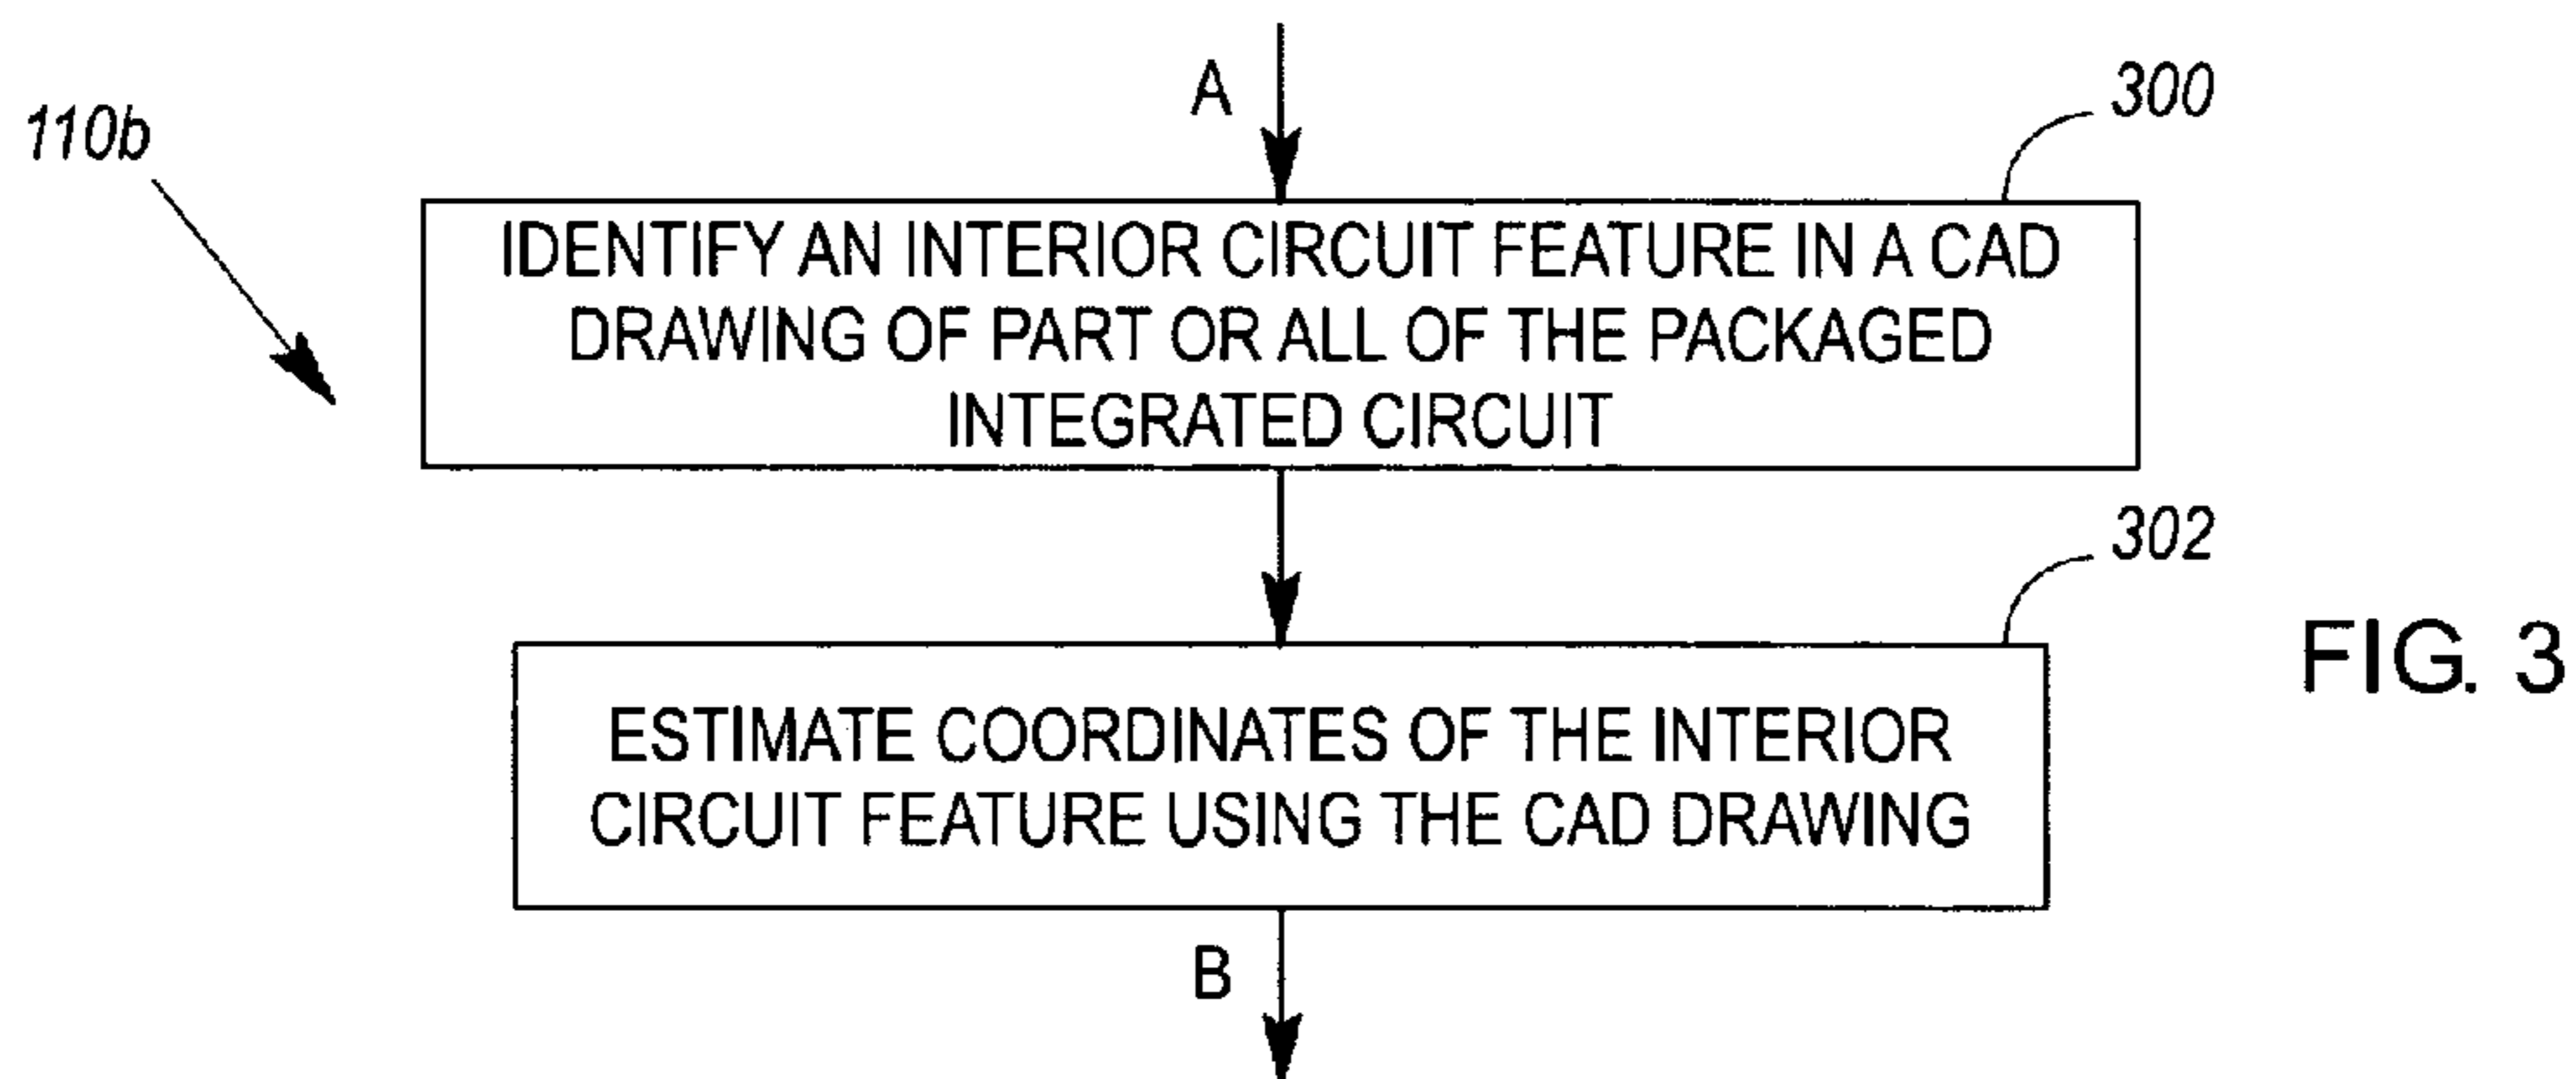 A
300
110b
IDENTIFY AN INTERIOR CIRCUIT FEATURE IN A CAD
DRAWING OF PART OR ALL OF THE PACKAGED
INTEGRATED CIRCUIT
302
FIG. 3
ESTIMATE COORDINATES OF THE INTERIOR
CIRCUIT FEATURE USING THE CAD DRAWING
B